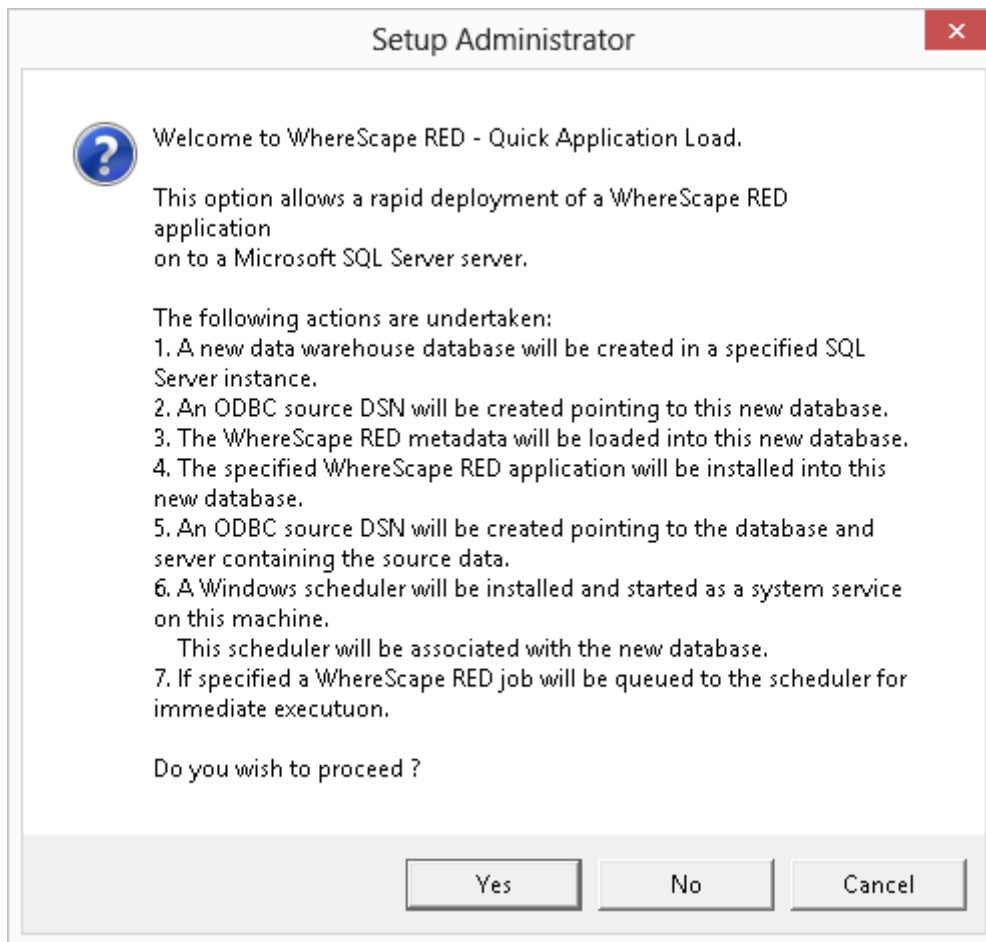 Setup Administrator
Welcome to WhereScape RED - Quick Application Load.
This option allows a rapid deployment of a WhereScape RED
application
on to a Microsoft SQL Server server.
The following actions are undertaken:
1. A new data warehouse database will be created in a specified SQL
Server instance.
2. An ODBC source DSN will be created pointing to this new database.
3. The WhereScape RED metadata will be loaded into this new database.
4. The specified WhereScape RED application will be installed into this
new database.
5. An ODBC source DSN will be created pointing to the database and
server containing the source data.
6. A Windows scheduler will be installed and started as a system service
on this machine.
This scheduler will be associated with the new database.
7. If specified a WhereScape RED job will be queued to the scheduler for
immediate executuon.
Do you wish to proceed ?
Yes No Cancel